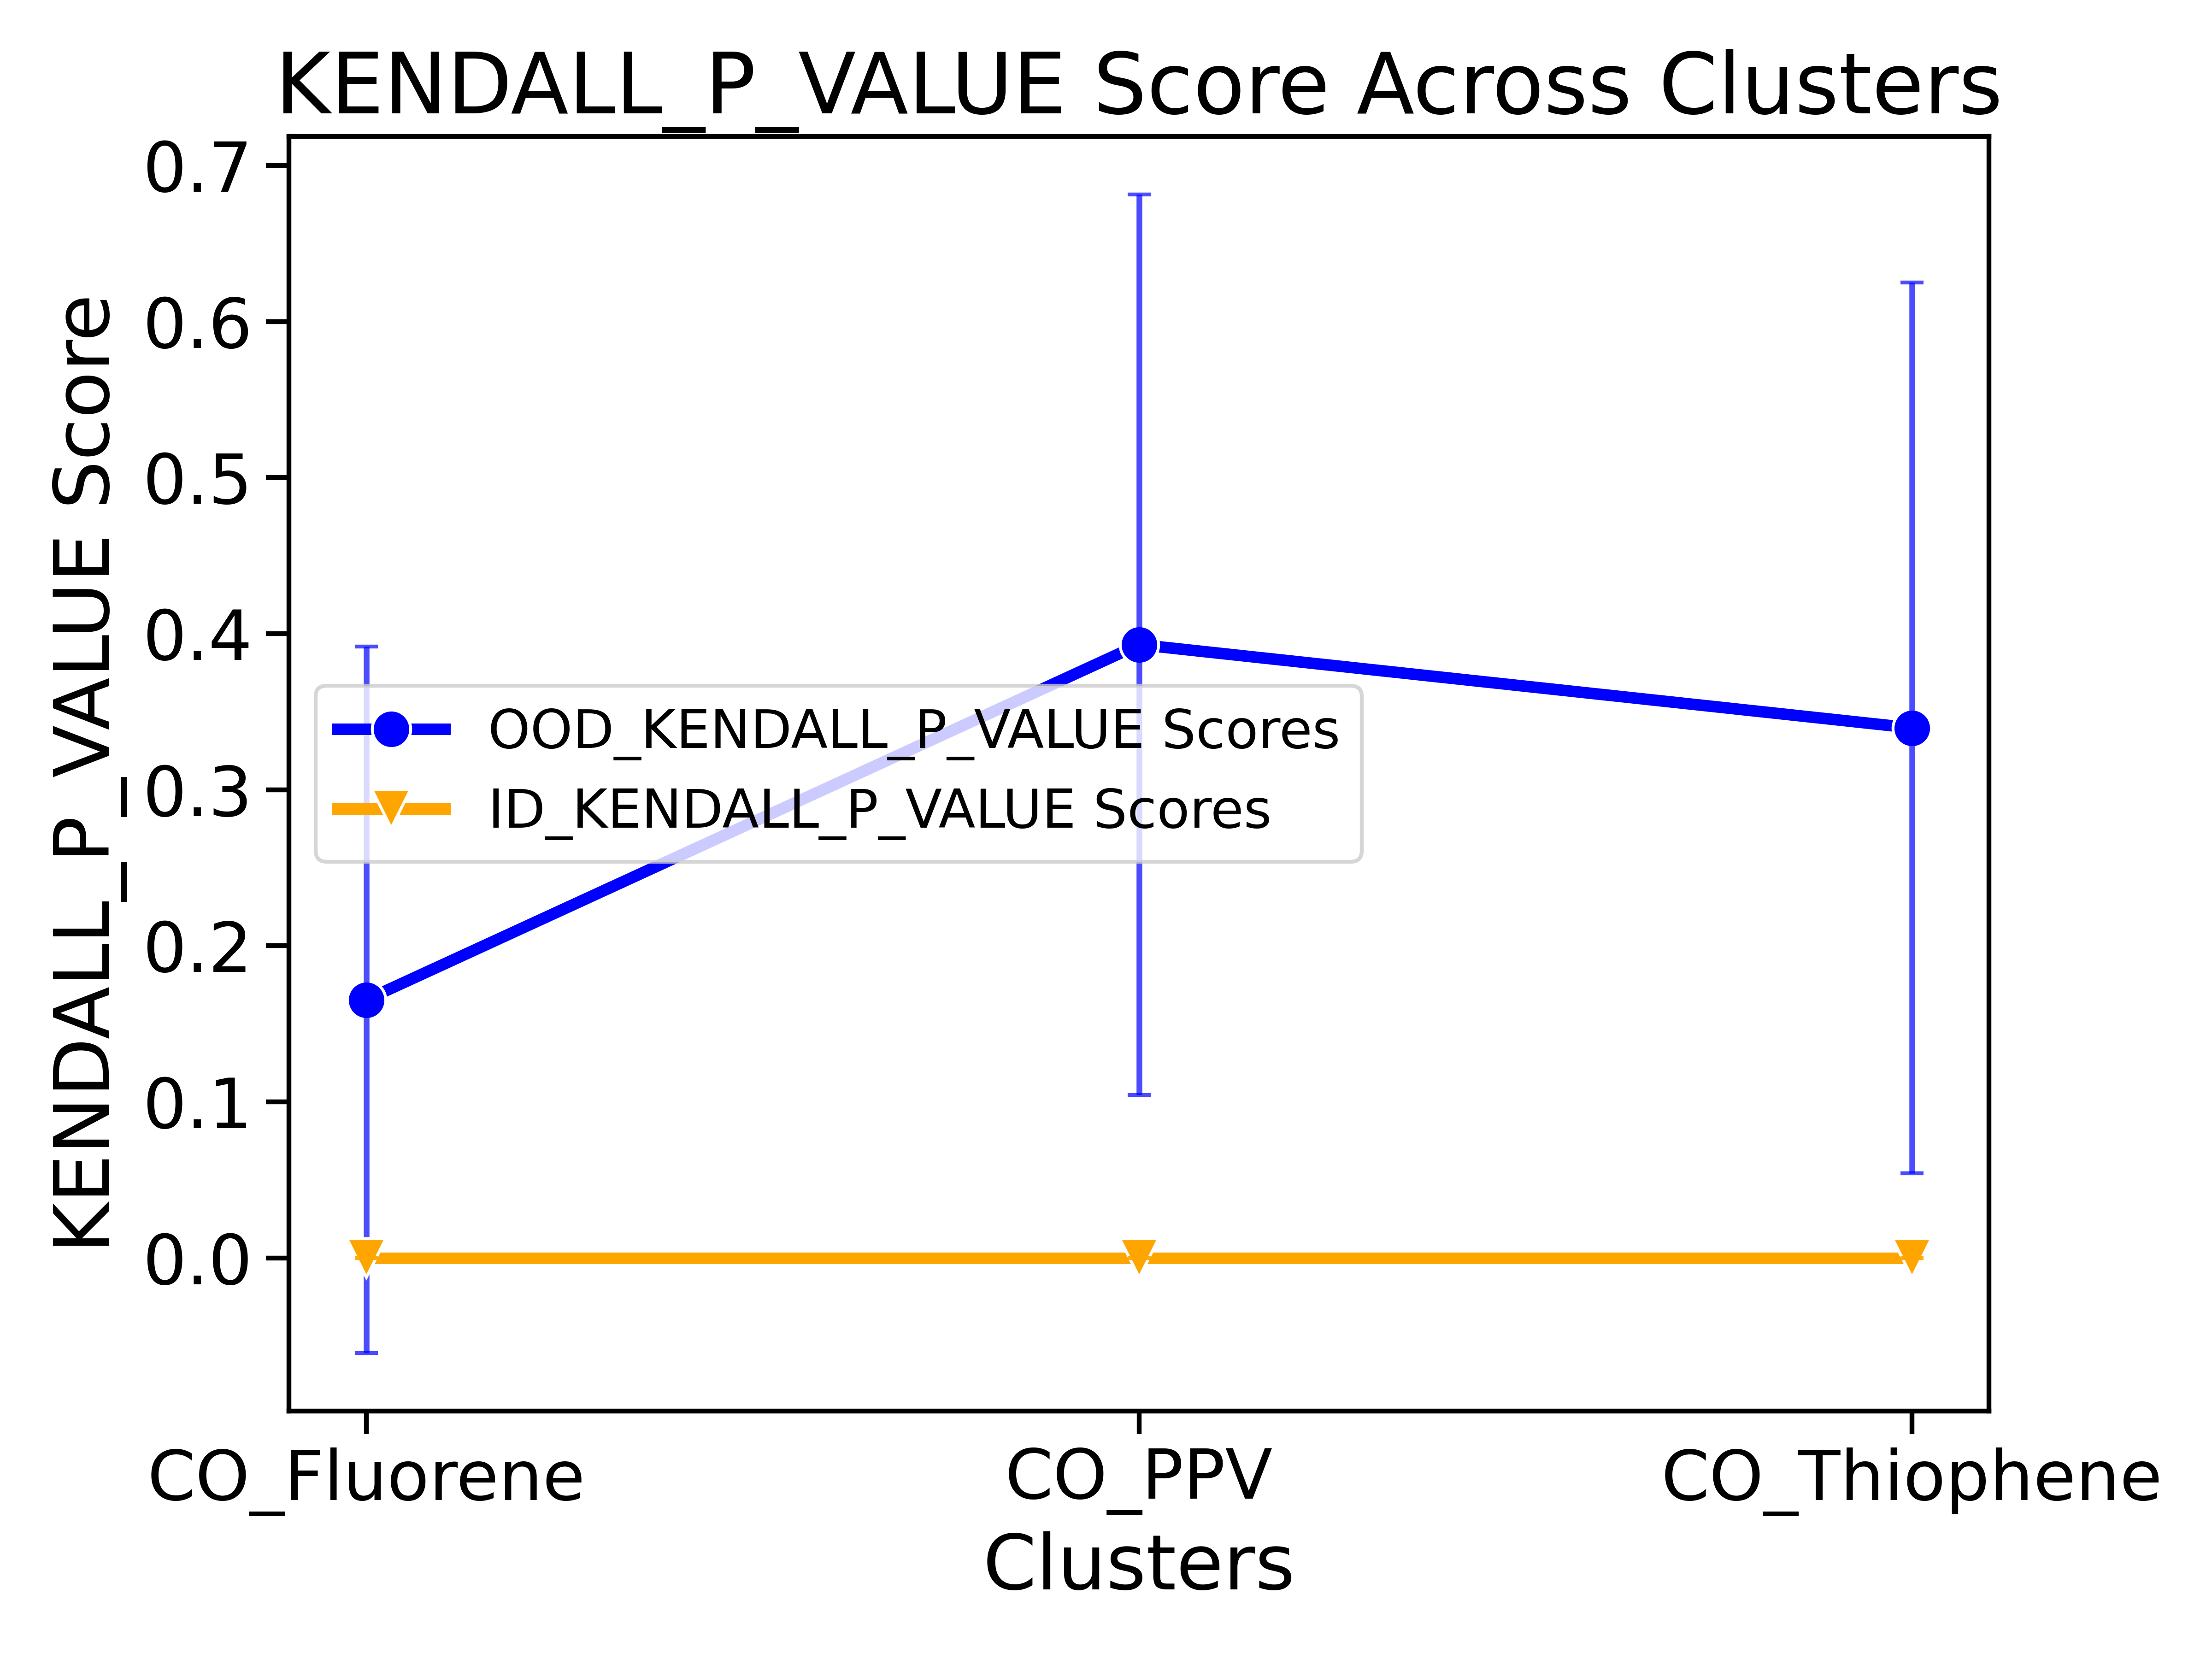 KENDALL_P_VALUE Score Across Clusters
KENDALL_P_VALUE Score
0.7
0.6
0.5
0.4
0.3
0.2
0.1
0.0
OOD_KENDALL_P_VALUE Scores
ID_KENDALL_P_VALUE Scores
CO_Fluorene CO_PPV CO_Thiophene
Clusters